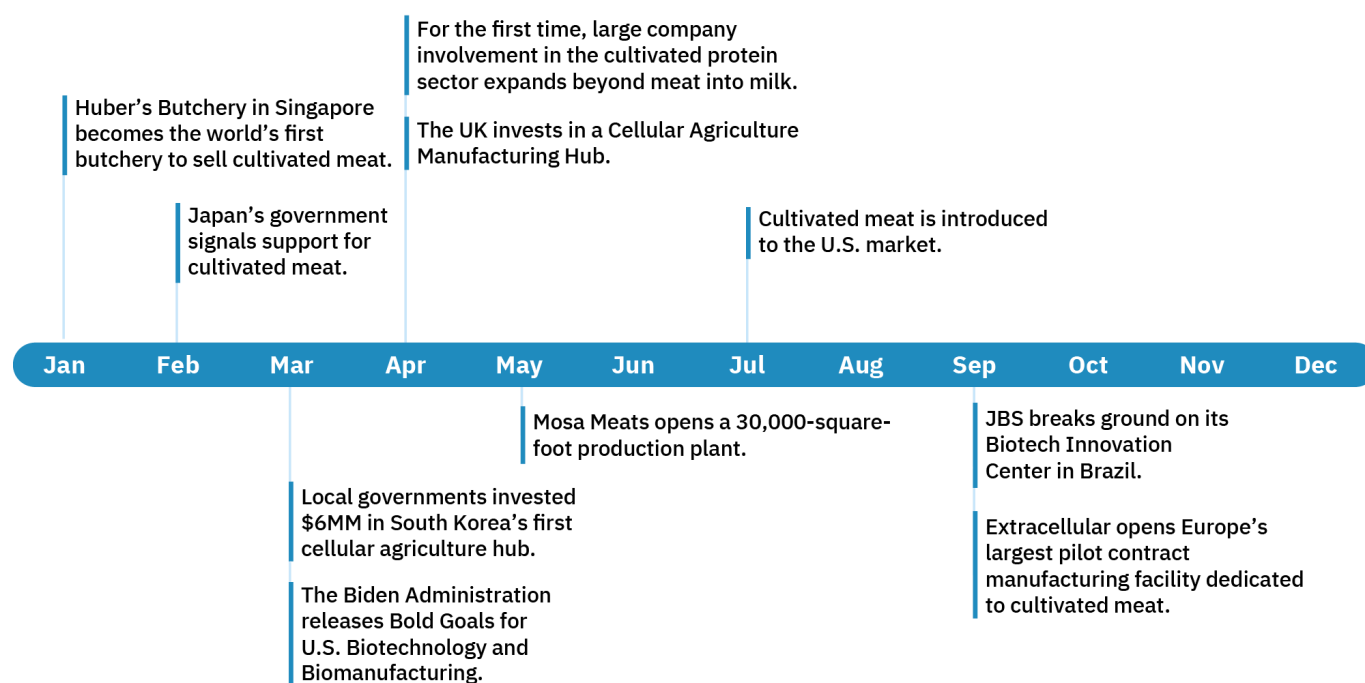 For the first time, large company
involvement in the cultivated protein
sector expands beyond meat into milk.
Huber’s Butchery in Singapore
becomes the world’s first
butchery to sell cultivated meat.
The UK invests in a Cellular Agriculture
Manufacturing Hub.
Japan’s government
signals support for
cultivated meat.
Cultivated meat is introduced
to the U.S. market.
Jan Feb Mar Apr May Jun Jul Aug Sep Oct Nov Dec
Mosa Meats opens a 30,000-square-
foot production plant.
JBS breaks ground on its
Biotech Innovation
Center in Brazil.
Local governments invested
$6MM in South Korea’s first
cellular agriculture hub.
Extracellular opens Europe’s
largest pilot contract
manufacturing facility dedicated
to cultivated meat.
The Biden Administration
releases Bold Goals for
U.S. Biotechnology and
Biomanufacturing.